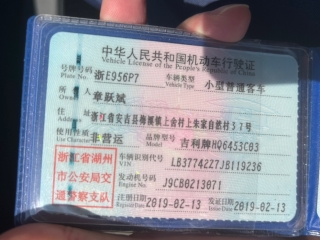 中华人民共和国机动车行驶证
Vehicle License of the People's Republic of China
号牌号码 浙E956P7 车辆类型 小型普通客车
Plate No. Vehicle Type
所有人 章跃斌
Owner
住址 浙江省安吉县梅溪镇上舍村上朱家自然村37号
Address
使用性质 非营运 品牌型号 吉利牌HQ6453C03
Use Character Model
浙江省湖州 车辆识别代号 LB37742Z7JB119236
市公安局交 VIN
通警察支队 发动机号码 J9CB02J3071
Engine No.
注册日期 2019-02-13 发证日期 2019-02-13
Register Date Issue Date